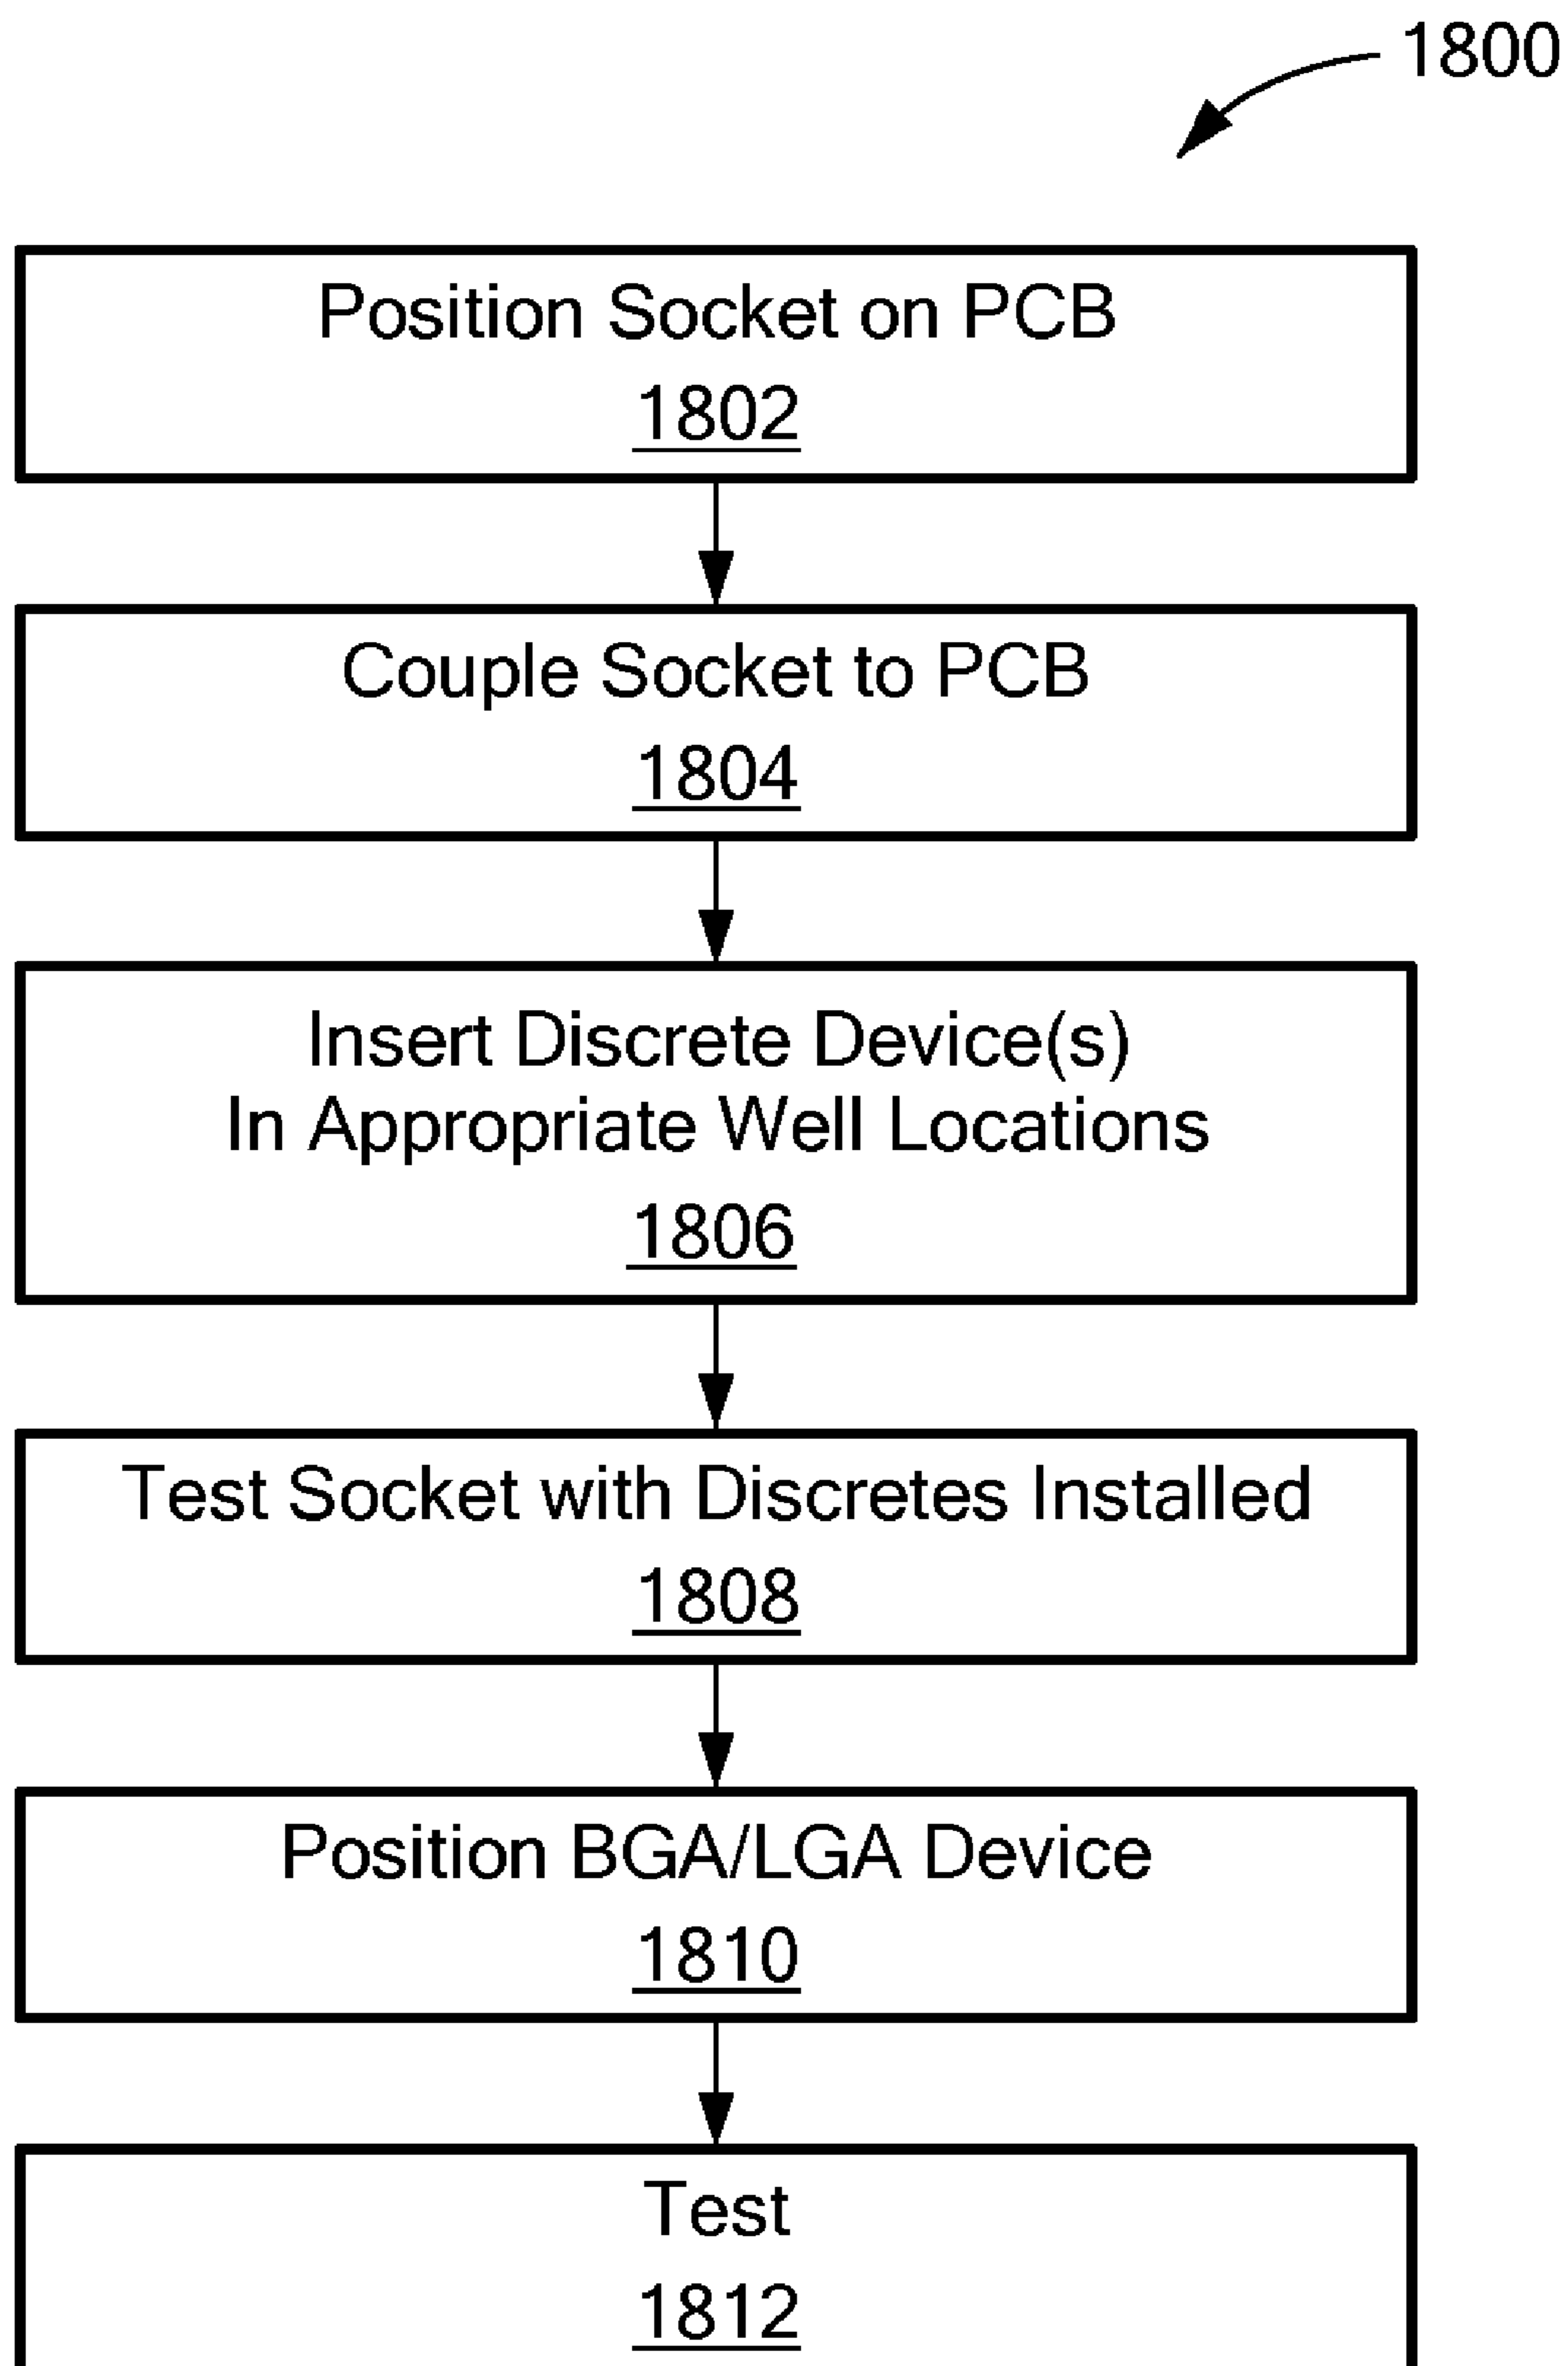 1800
Position Socket on PCB
1802
Couple Socket to PCB
1804
Insert Discrete Device(s)
In Appropriate Well Locations
1806
Test Socket with Discretes Installed
1808
Position BGA/LGA Device
1810
Test
1812